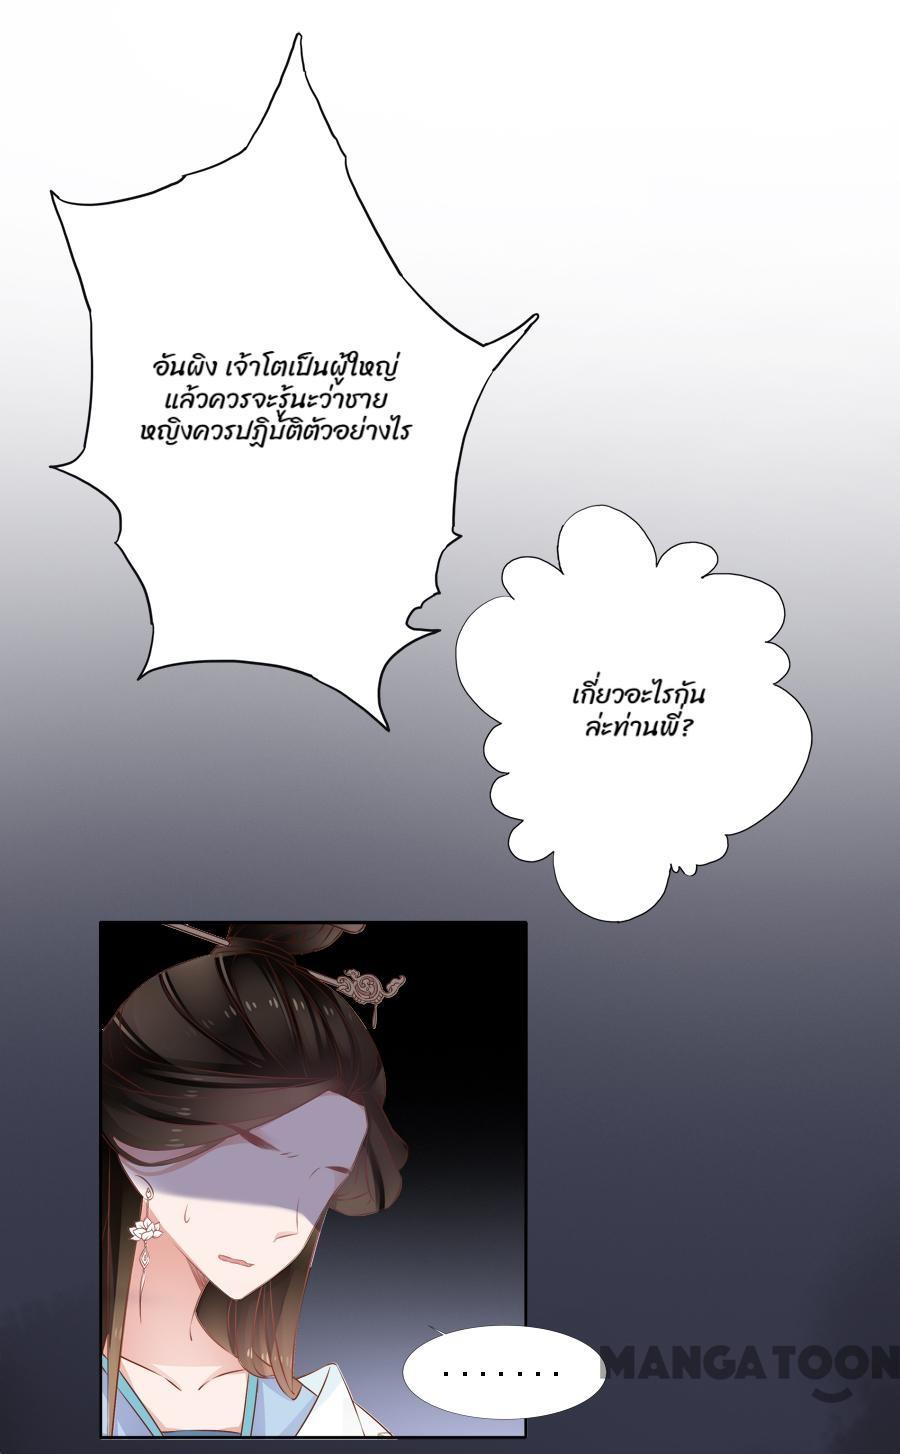 อันผิง เจ้าโตเป็นผู้ใหญ่
แล้วควรจะรู้นะว่าชาย
หญิงควรปฏิบัติตัวอย่างไร
เกี่ยวอะไรกัน
ล่ะท่านพี่?
.......
MANGATOON